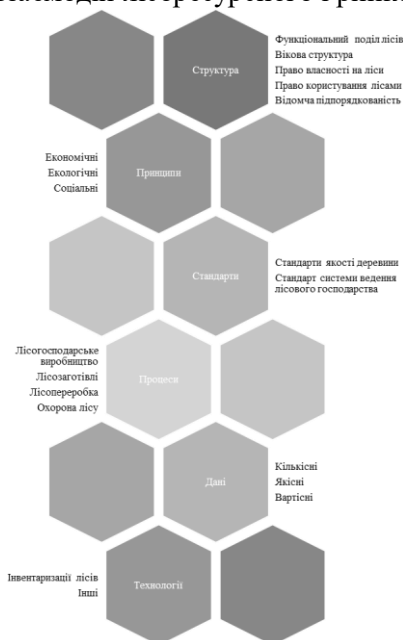 Структура
Функціональний поділ лісів
Вікова структура
Право власності на ліси
Право користування лісами
Відомча підпорядкованість
Економічні
Екологічні
Соціальні
Принципи
Стандарти
Стандарти якості деревини
Стандарт системи ведення
лісового господарства
Лісогосподарське
виробництво
Лісозаготівлі
Лісопереробка
Охорона лісу
Процеси
Дані
Кількісні
Якісні
Вартісні
Інвентаризації лісів
Інші
Технології